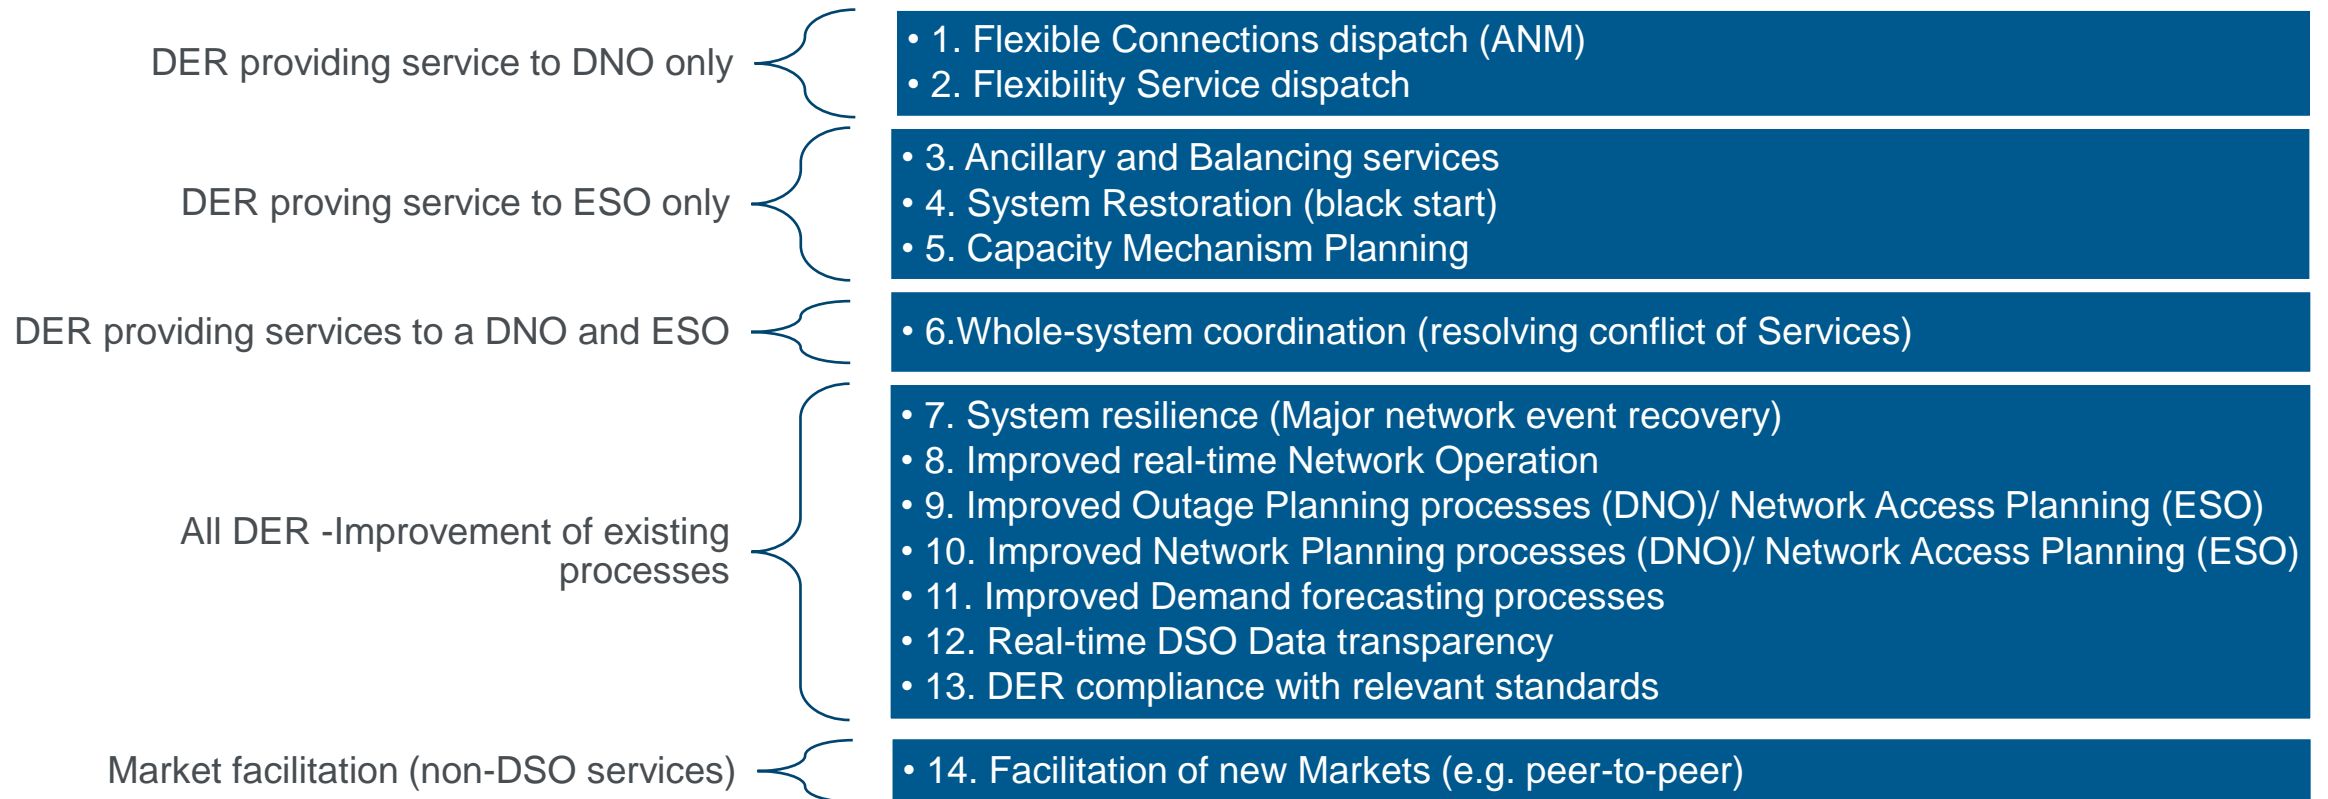 DER providing service to DNO only
• 1. Flexible Connections dispatch (ANM)
• 2. Flexibility Service dispatch
DER proving service to ESO only
• 3. Ancillary and Balancing services
• 4. System Restoration (black start)
• 5. Capacity Mechanism Planning
DER providing services to a DNO and ESO
• 6.Whole-system coordination (resolving conflict of Services)
All DER -Improvement of existing
processes
• 7. System resilience (Major network event recovery)
• 8. Improved real-time Network Operation
• 9. Improved Outage Planning processes (DNO)/ Network Access Planning (ESO)
• 10. Improved Network Planning processes (DNO)/ Network Access Planning (ESO)
• 11. Improved Demand forecasting processes
• 12. Real-time DSO Data transparency
• 13. DER compliance with relevant standards
Market facilitation (non-DSO services)
• 14. Facilitation of new Markets (e.g. peer-to-peer)